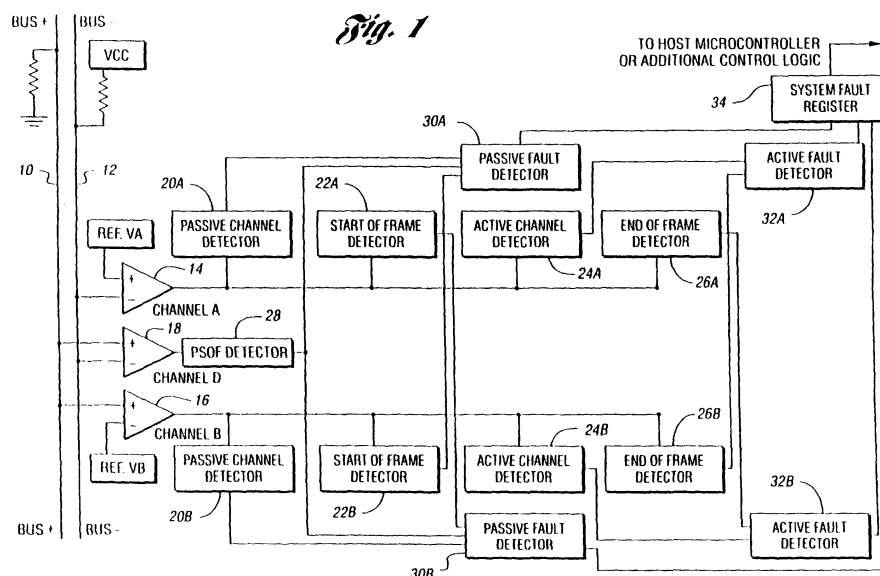 BUS +
BUS -
Fig. 1
VCC
TO HOST MICROCONTROLLER
OR ADDITIONAL CONTROL LOGIC
34
SYSTEM FAULT
REGISTER
30A
PASSIVE FAULT
DETECTOR
ACTIVE FAULT
DETECTOR
32A
10
12
20A
PASSIVE CHANNEL
DETECTOR
22A
START OF FRAME
DETECTOR
ACTIVE CHANNEL
DETECTOR
24A
END OF FRAME
DETECTOR
26A
REF. VA
14
+
−
CHANNEL A
18
+
−
28
PSOF DETECTOR
CHANNEL D
16
+
−
CHANNEL B
REF. VB
PASSIVE CHANNEL
DETECTOR
20B
START OF FRAME
DETECTOR
22B
24B
ACTIVE CHANNEL
DETECTOR
26B
END OF FRAME
DETECTOR
32B
ACTIVE FAULT
DETECTOR
PASSIVE FAULT
DETECTOR
30B
BUS +
BUS -